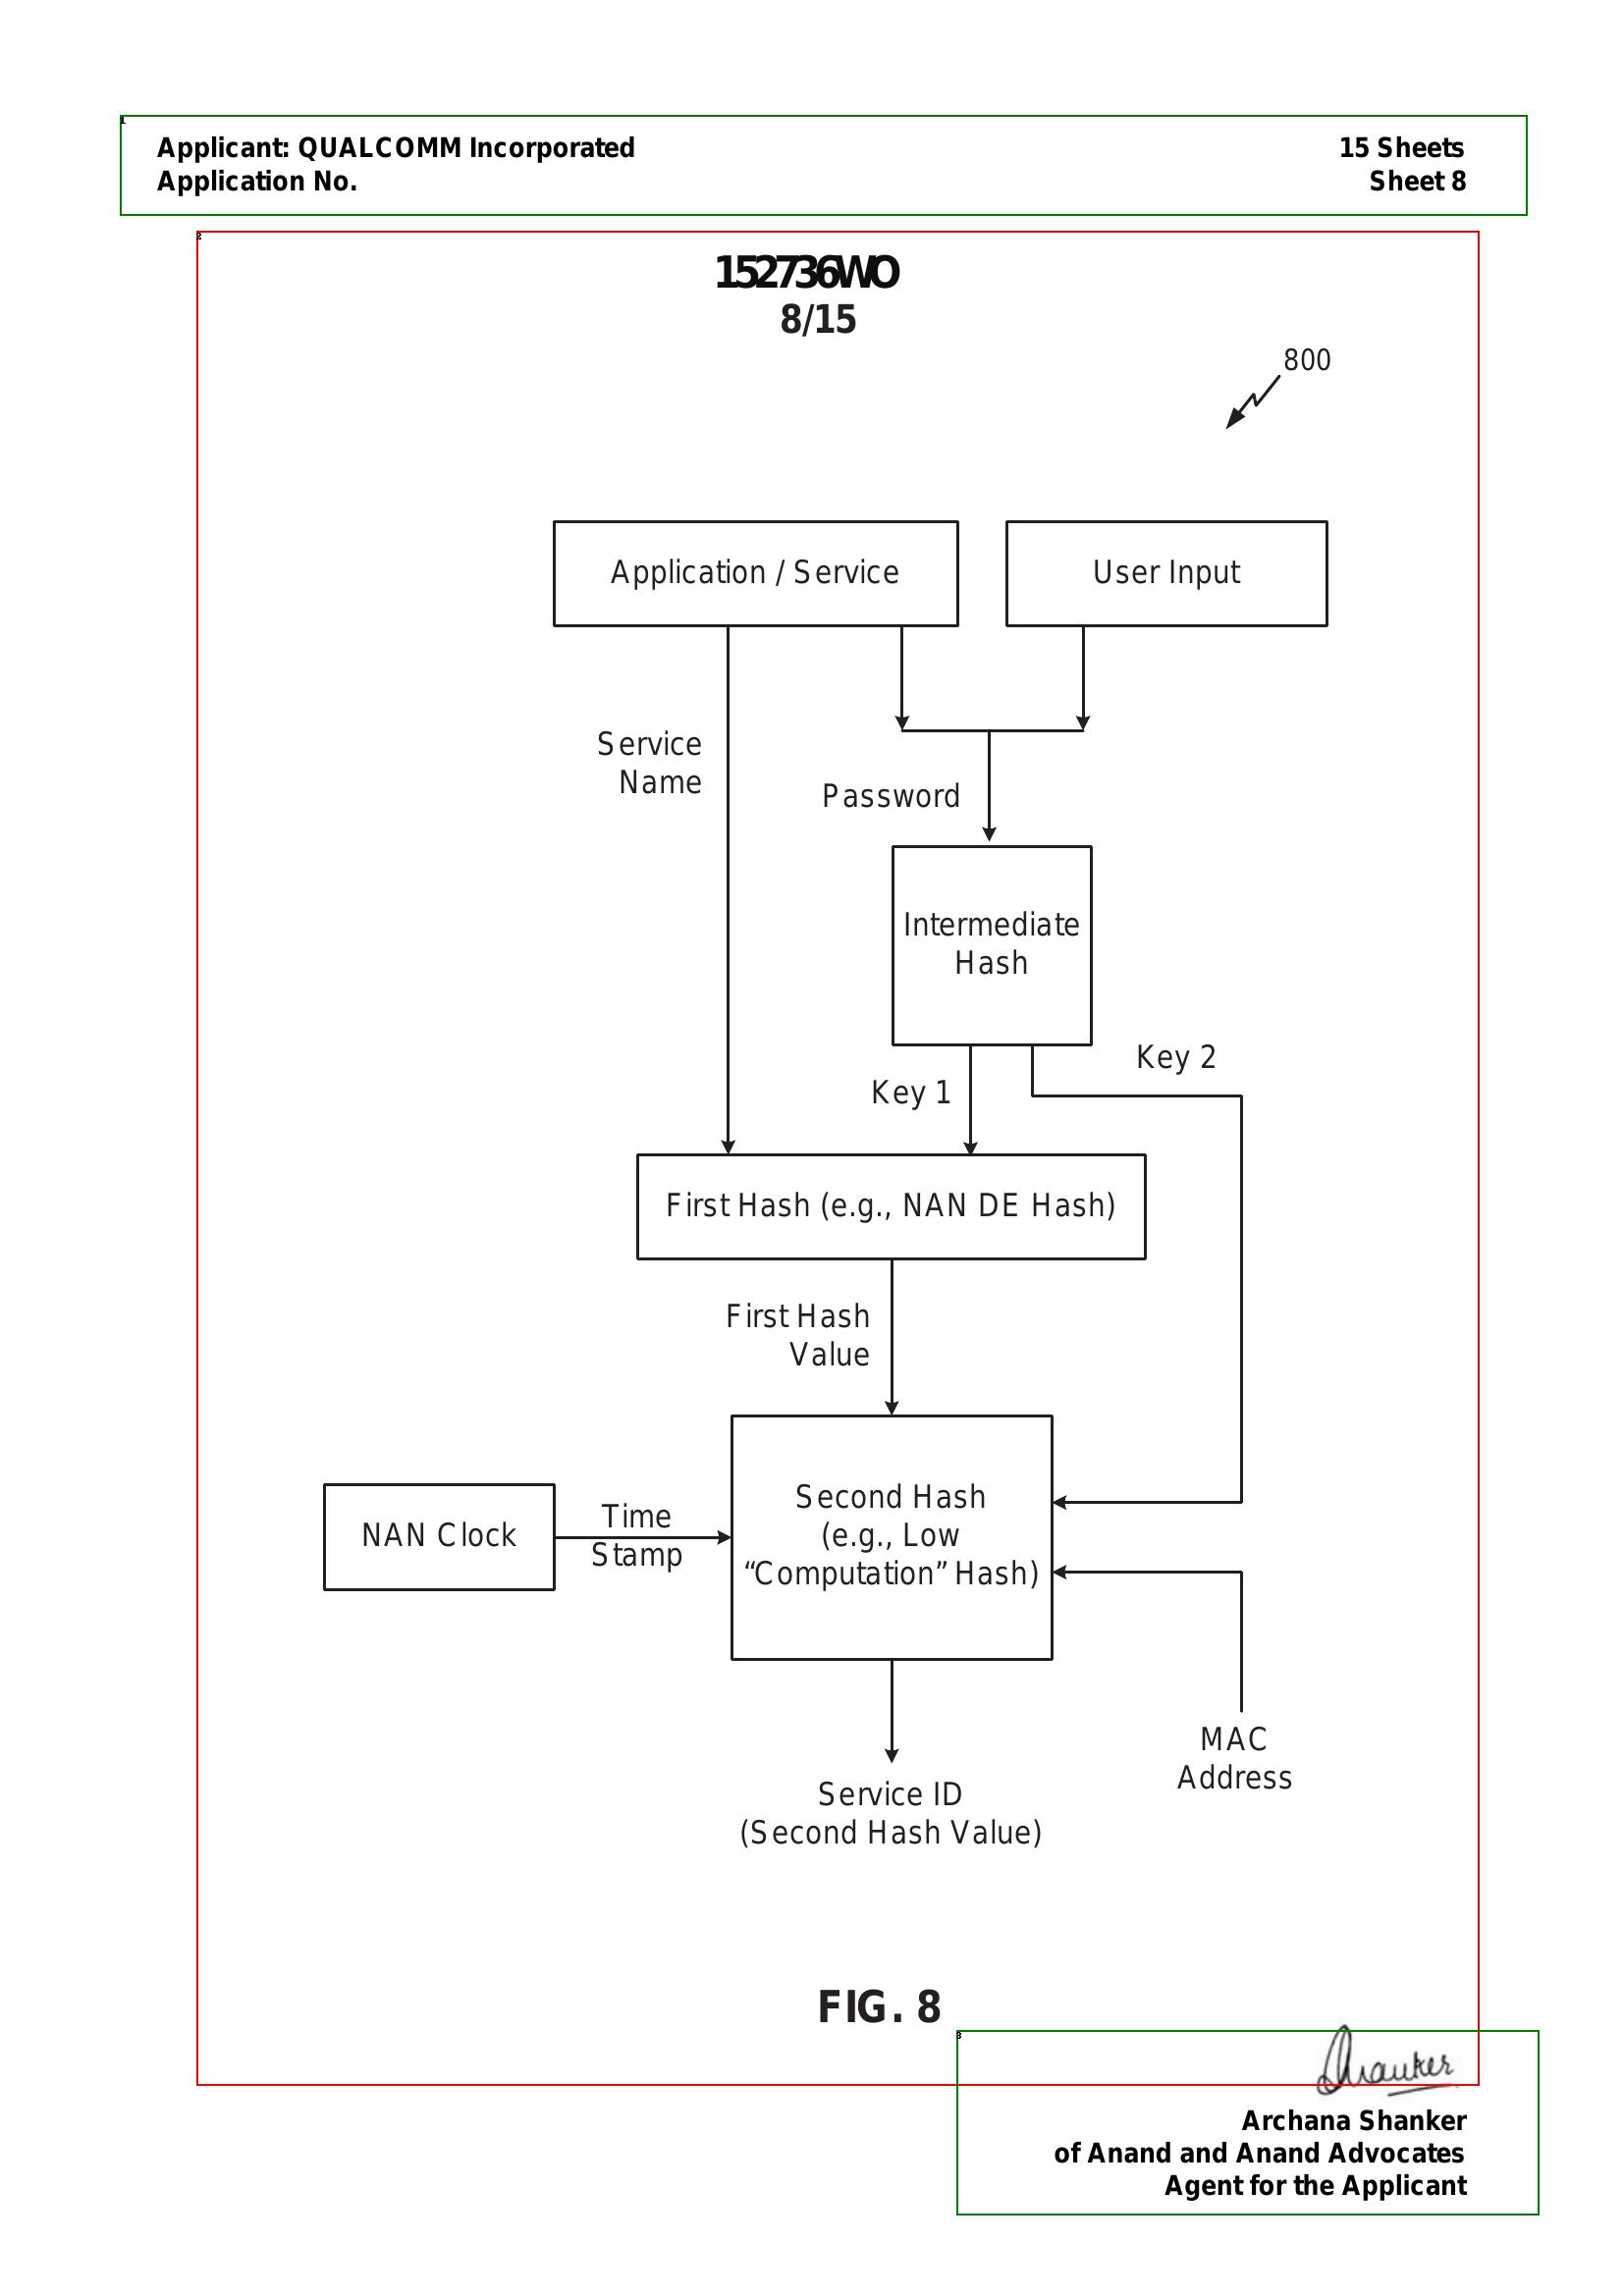 Applicant: QUALCOMM Incorporated
15 Sheets
Application No.
Sheet 8
152736WO
8/15
800
Application / Service
User Input
Service
Name
Password
Intermediate
Hash
Key 2
Key 1
First Hash (e.g., NAN DE Hash)
First Hash
Value
NAN Clock
Time
Stamp
Second Hash
(e.g., Low
“Computation” Hash)
MAC
Address
Service ID
(Second Hash Value)
FIG. 8
Shanker
Archana Shanker
of Anand and Anand Advocates
Agent for the Applicant
1
2
3